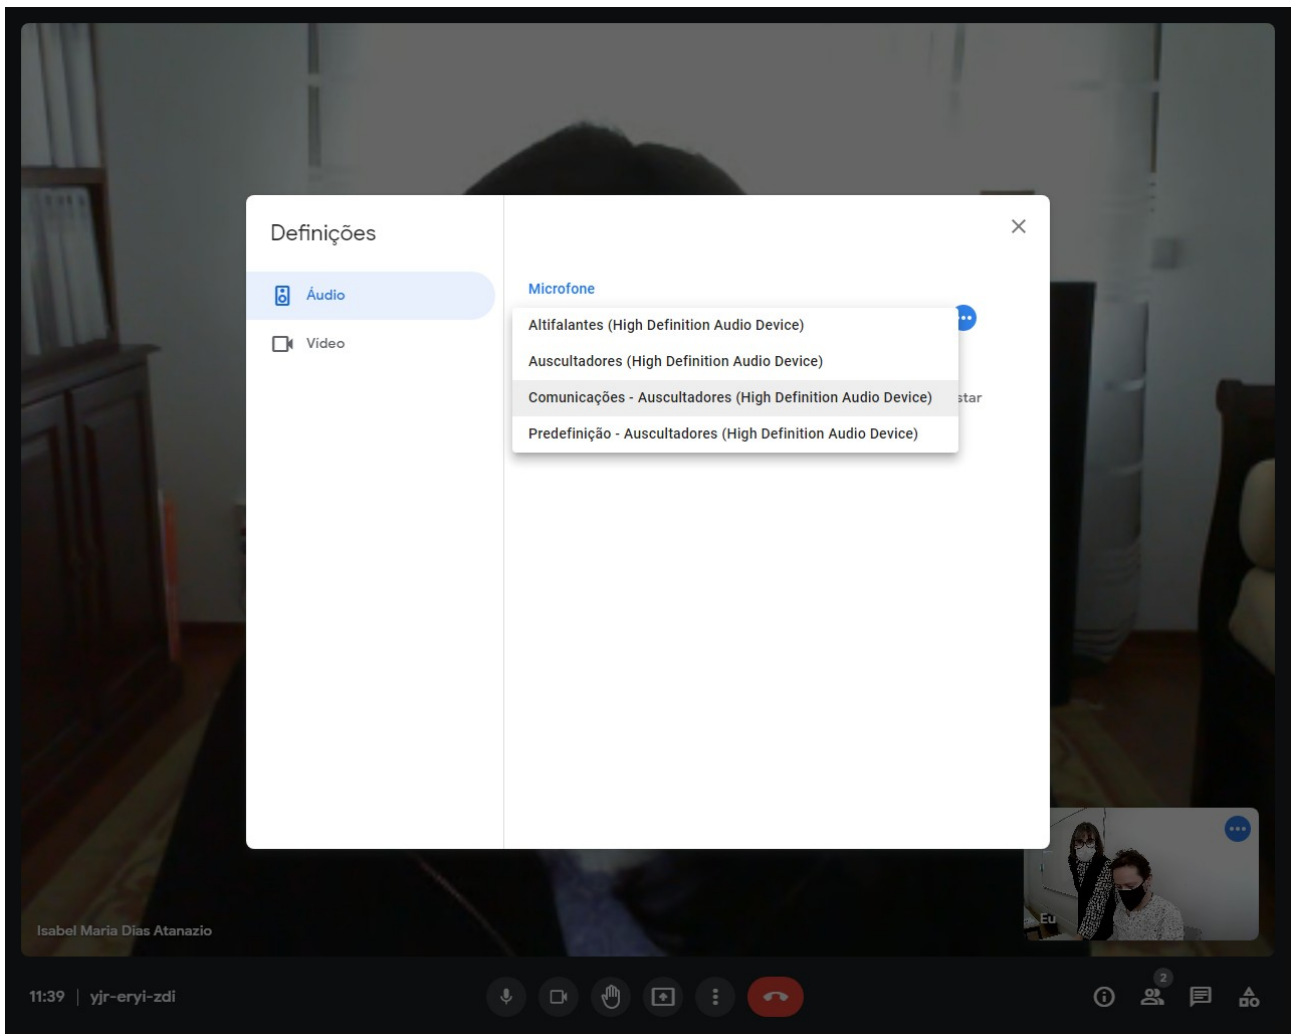 Definições
Áudio
Vídeo
Microfone
Altifalantes (High Definition Audio Device)
Auscultadores (High Definition Audio Device)
Comunicações - Auscultadores (High Definition Audio Device)
star
Predefinição - Auscultadores (High Definition Audio Device)
Eu
Isabel Maria Dias Atanazio
2
11:39 | yjr-eryi-zdi